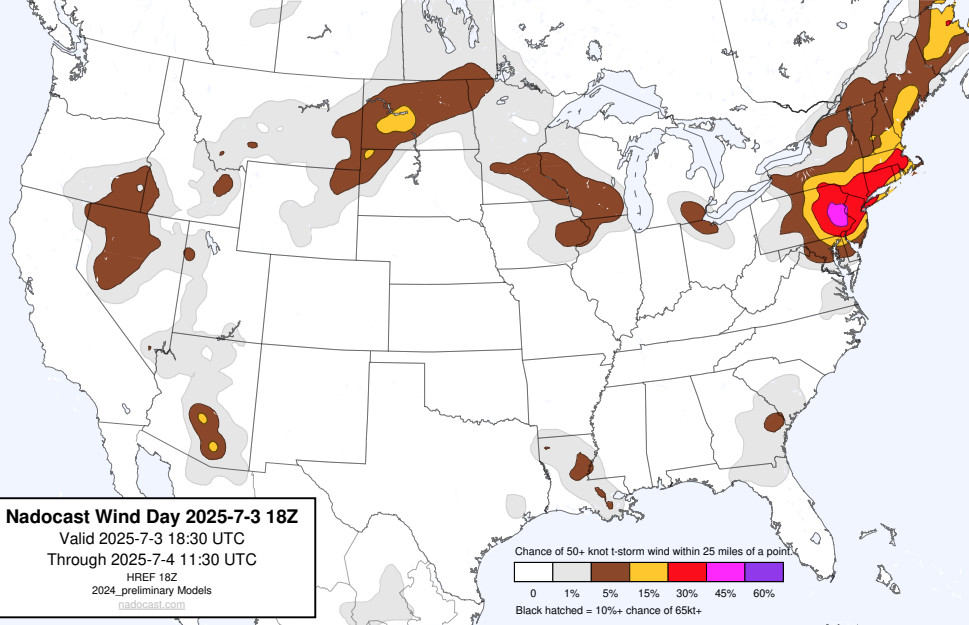 Nadocast Wind Day 2025-7-3 18Z
Valid 2025-7-3 18:30 UTC
Through 2025-7-4 11:30 UTC
HREF 18Z
2024_preliminary Models
nadocast.com
Chance of 50+ knot t-storm wind within 25 miles of a point.
0 1% 5% 15% 30% 45% 60%
Black hatched = 10%+ chance of 65kt+